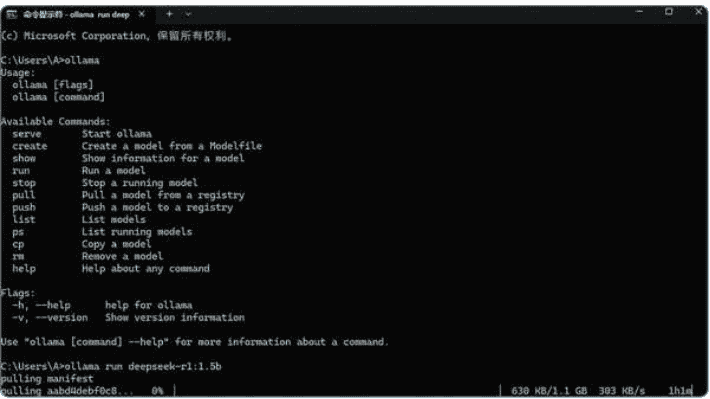 命令提示符 - ollama run deep
(c) Microsoft Corporation。保留所有权利。
C:\Users\A>ollama
Usage:
ollama [flags]
ollama [command]
Available Commands:
serve Start ollama
create Create a model from a Modelfile
show Show information for a model
run Run a model
stop Stop a running model
pull Pull a model from a registry
push Push a model to a registry
list List models
ps List running models
cp Copy a model
rm Remove a model
help Help about any command
Flags:
-h, --help help for ollama
-v, --version Show version information
Use "ollama [command] --help" for more information about a command.
C:\Users\A>ollama run deepseek-r1:1.5b
pulling manifest
pulling aabd4debf0c8... 0% | | 630 KB/1.1 GB 303 KB/s 1h1m